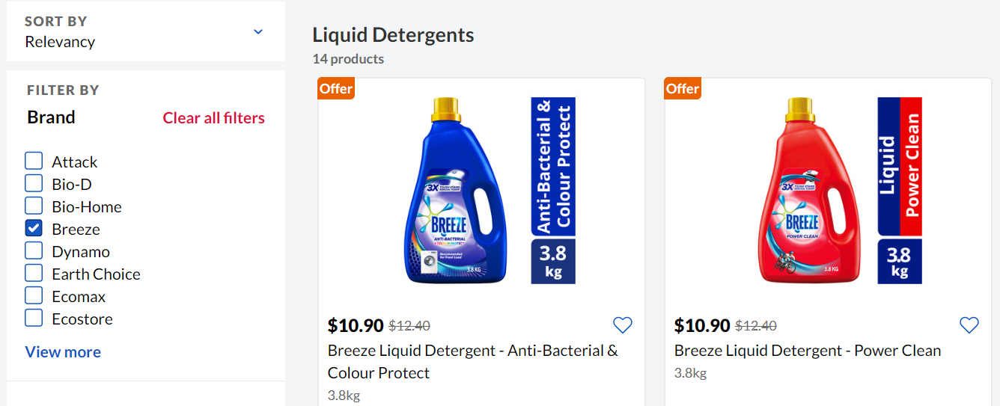 SORT BY
Relevancy
FILTER BY
Brand
Clear all filters
Attack
Bio-D
Bio-Home
Breeze
Dynamo
Earth Choice
Ecomax
Ecostore
View more
Liquid Detergents
14 products
Offer
3X TOUGH STAINS
BREEZE
ANTI-BACTERIAL
& COLOUR PROTECT
Recommended
for Front Load
3.8 KG
Anti-Bacterial &
Colour Protect
3.8
kg
$10.90 $12.40
Breeze Liquid Detergent - Anti-Bacterial &
Colour Protect
3.8kg
Offer
3X TOUGH STAINS
BREEZE
POWER CLEAN
3.8 KG
Liquid
Power Clean
3.8
kg
$10.90 $12.40
Breeze Liquid Detergent - Power Clean
3.8kg